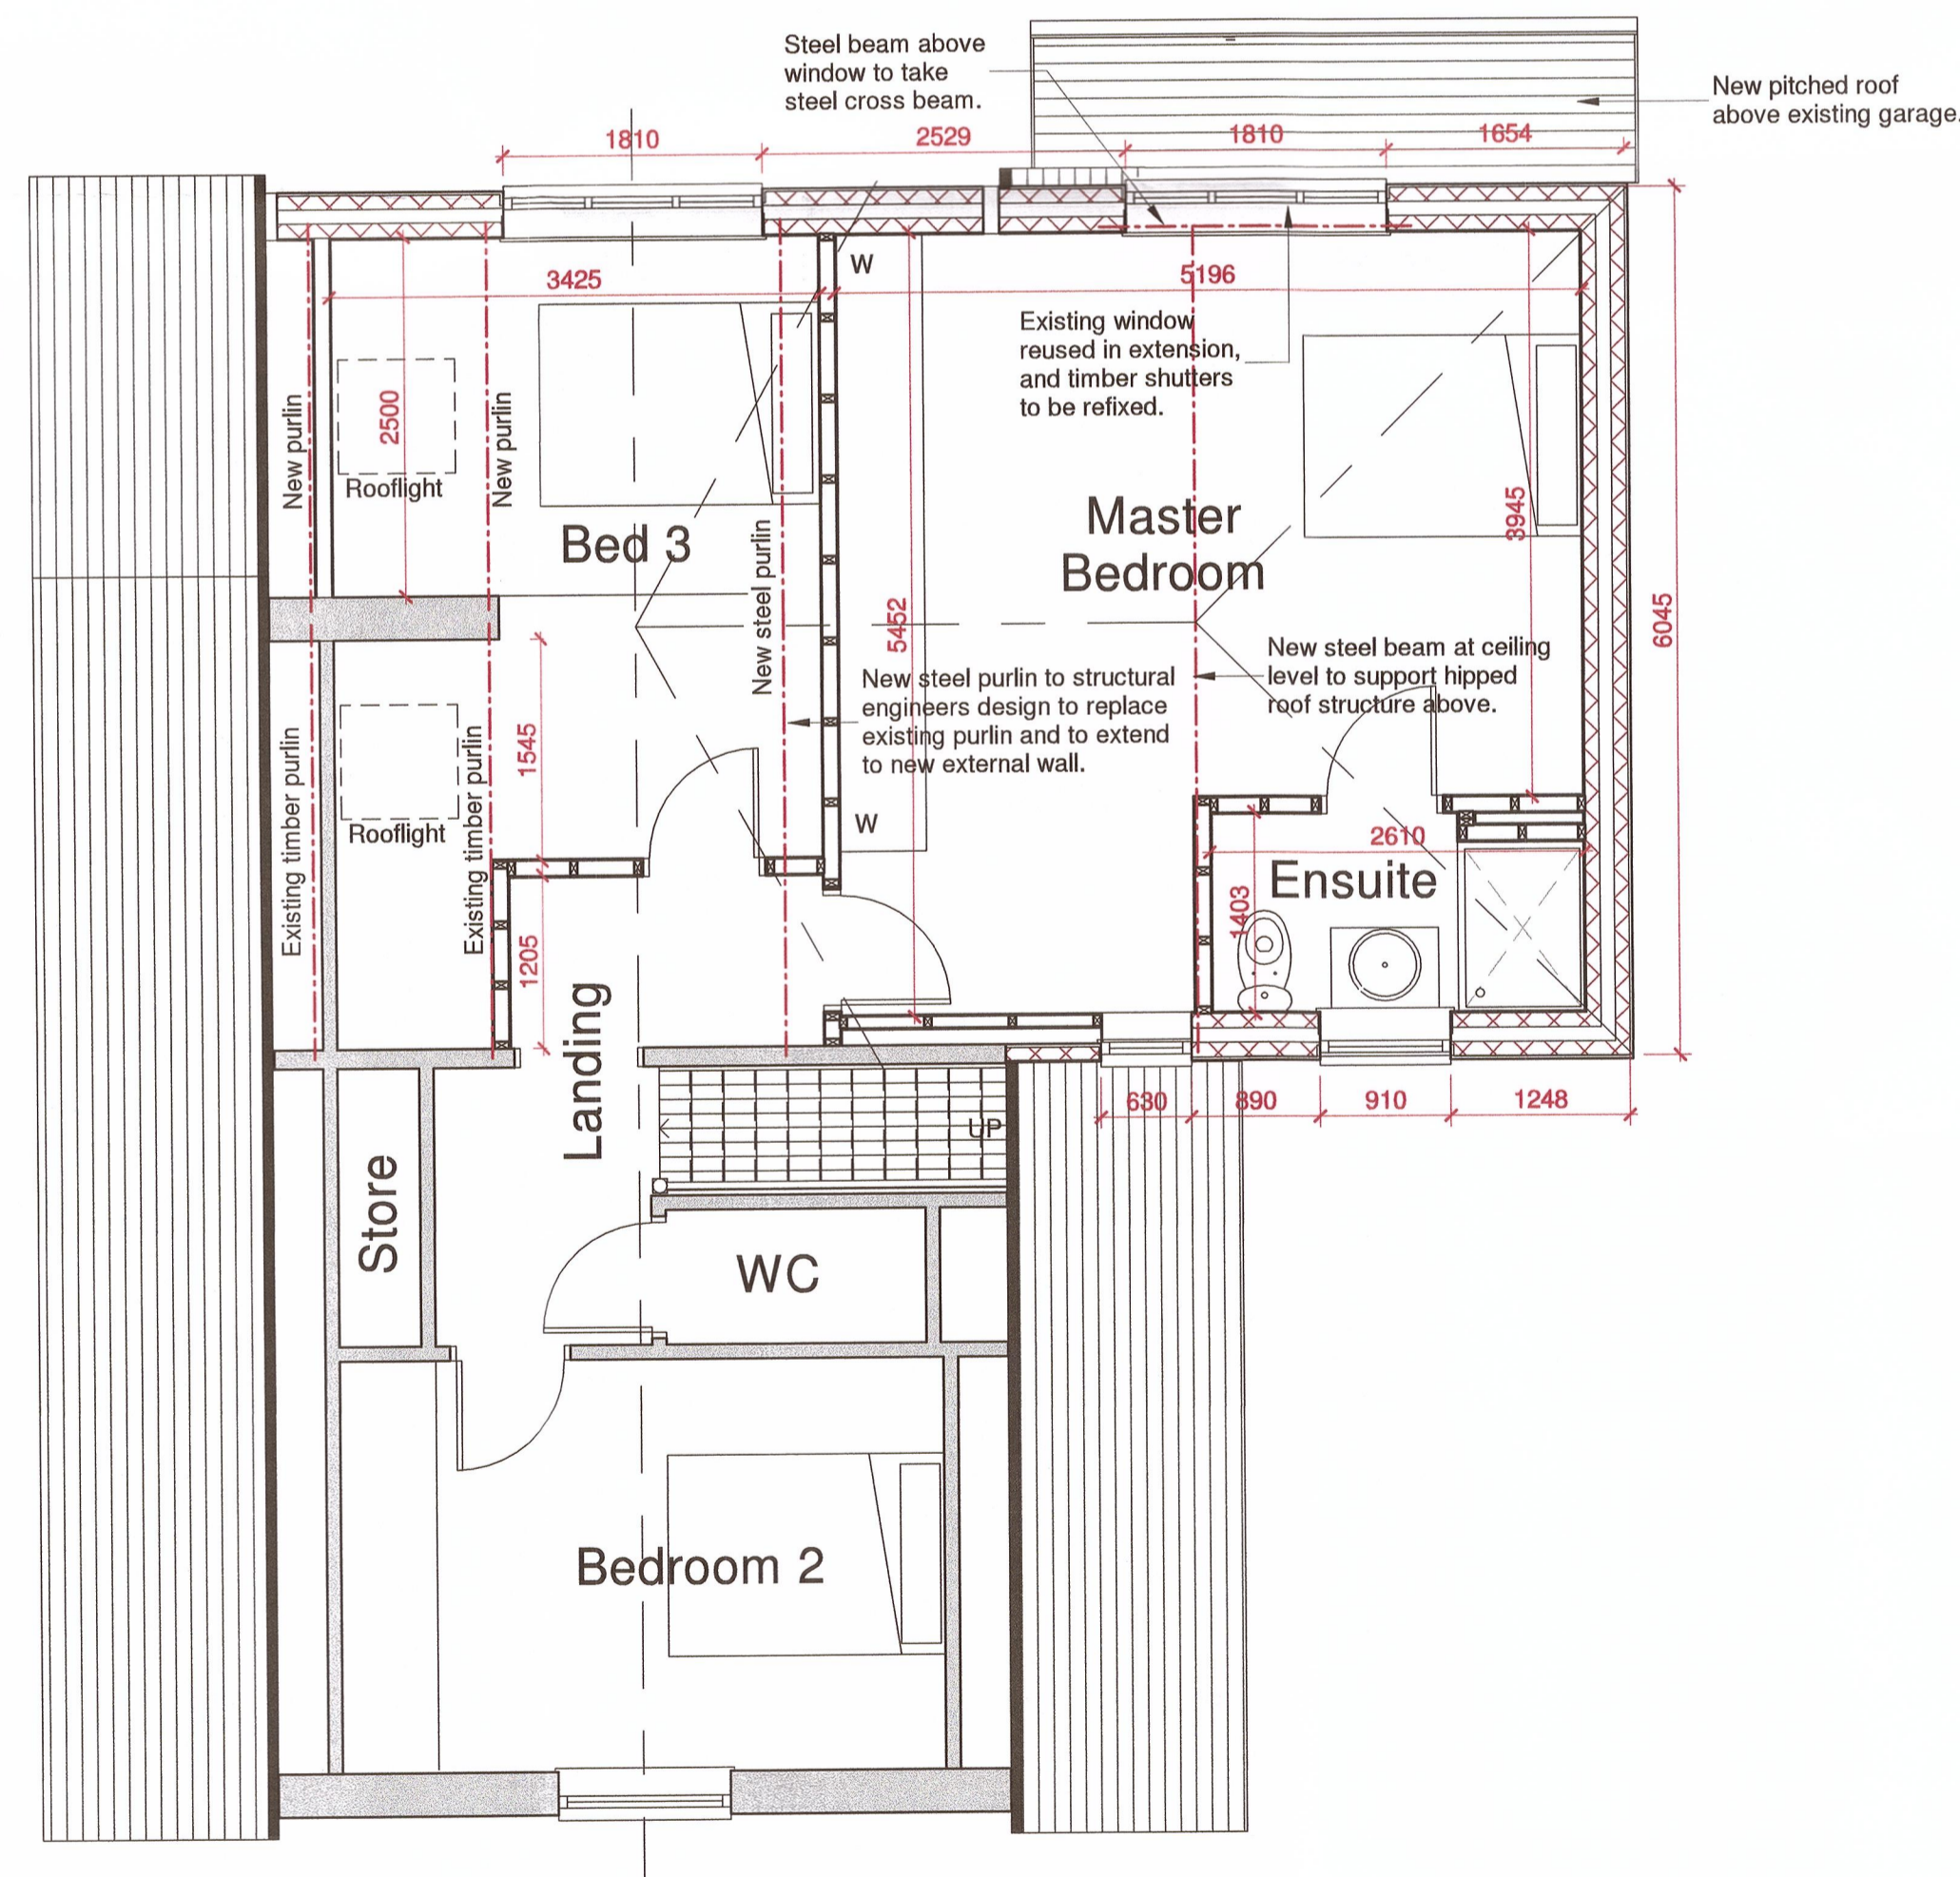 Steel beam above
window to take
steel cross beam.
New pitched roof
above existing garage.
1810
2529
1810
1654
W
3425
5196
Existing window
reused in extension,
and timber shutters
to be refixed.
New purlin
2500
New purlin
Rooflight
Bed 3
New steel purlin
Master
Bedroom
3945
5452
6045
New steel purlin to structural
engineers design to replace
existing purlin and to extend
to new external wall.
New steel beam at ceiling
level to support hipped
roof structure above.
Existing timber purlin
Rooflight
Existing timber purlin
1545
W
2610
Ensuite
1403
1205
Landing
630
890
910
1248
UP
Store
WC
Bedroom 2